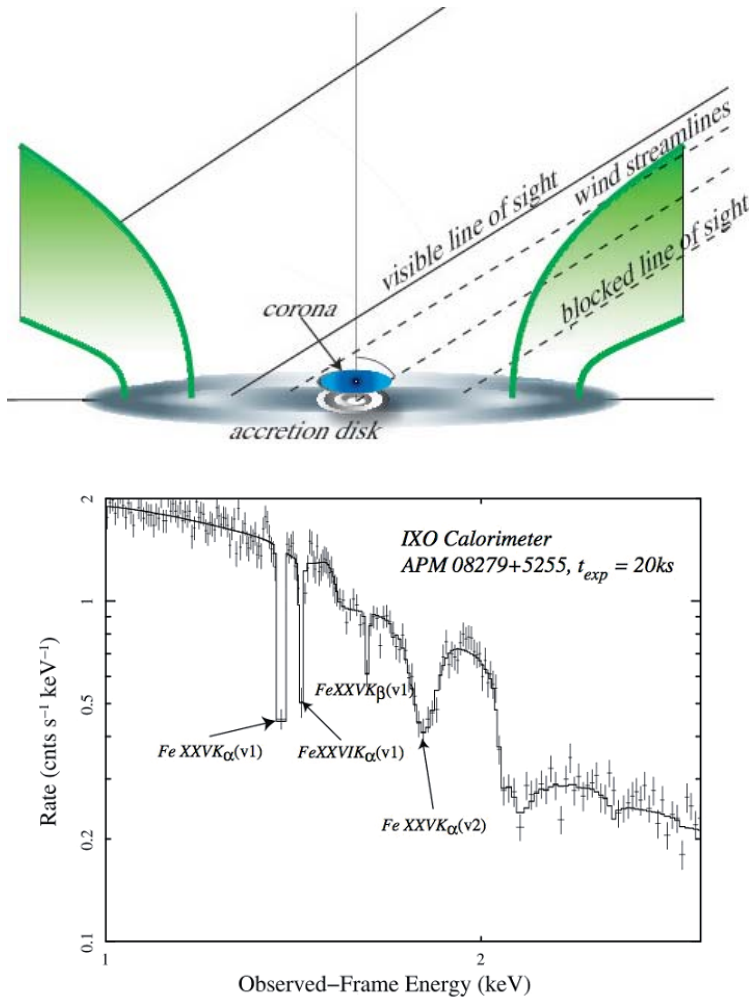 wind streamlines
visible line of sight
blocked line of sight
corona
accretion disk
2
1
0.5
0.2
0.1
Rate (cnts s⁻¹ keV⁻¹)
IXO Calorimeter
APM 08279+5255, t_exp = 20ks
FeXXVKβ(v1)
Fe XXVKα(v1)
FeXXVIKα(v1)
Fe XXVKα(v2)
1
2
Observed−Frame Energy (keV)